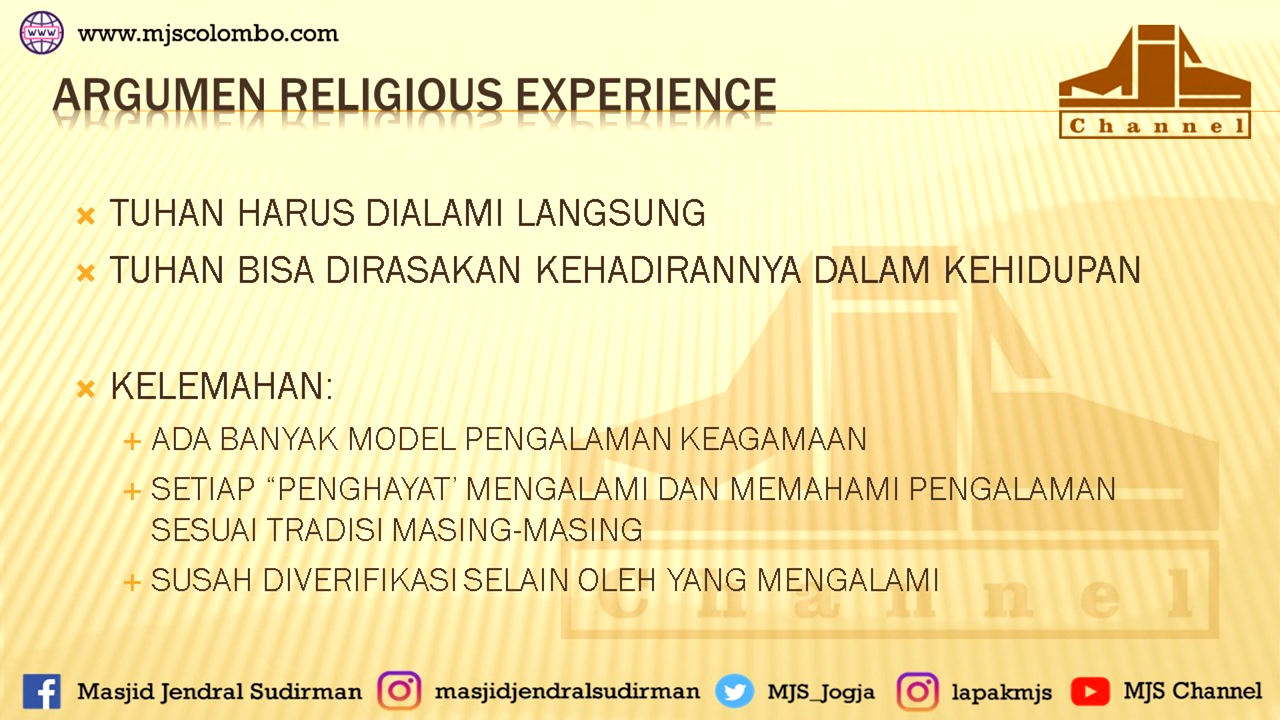 www.mjscolombo.com
ARGUMEN RELIGIOUS EXPERIENCE
MJS
Channel
TUHAN HARUS DIALAMI LANGSUNG
TUHAN BISA DIRASAKAN KEHADIRANNYA DALAM KEHIDUPAN
KELEMAHAN:
ADA BANYAK MODEL PENGALAMAN KEAGAMAAN
SETIAP “PENGHAYAT’ MENGALAMI DAN MEMAHAMI PENGALAMAN
SESUAI TRADISI MASING-MASING
SUSAH DIVERIFIKASI SELAIN OLEH YANG MENGALAMI
Channel
Masjid Jendral Sudirman masjidjendralsudirman MJS_Jogja lapakmjs MJS Channel